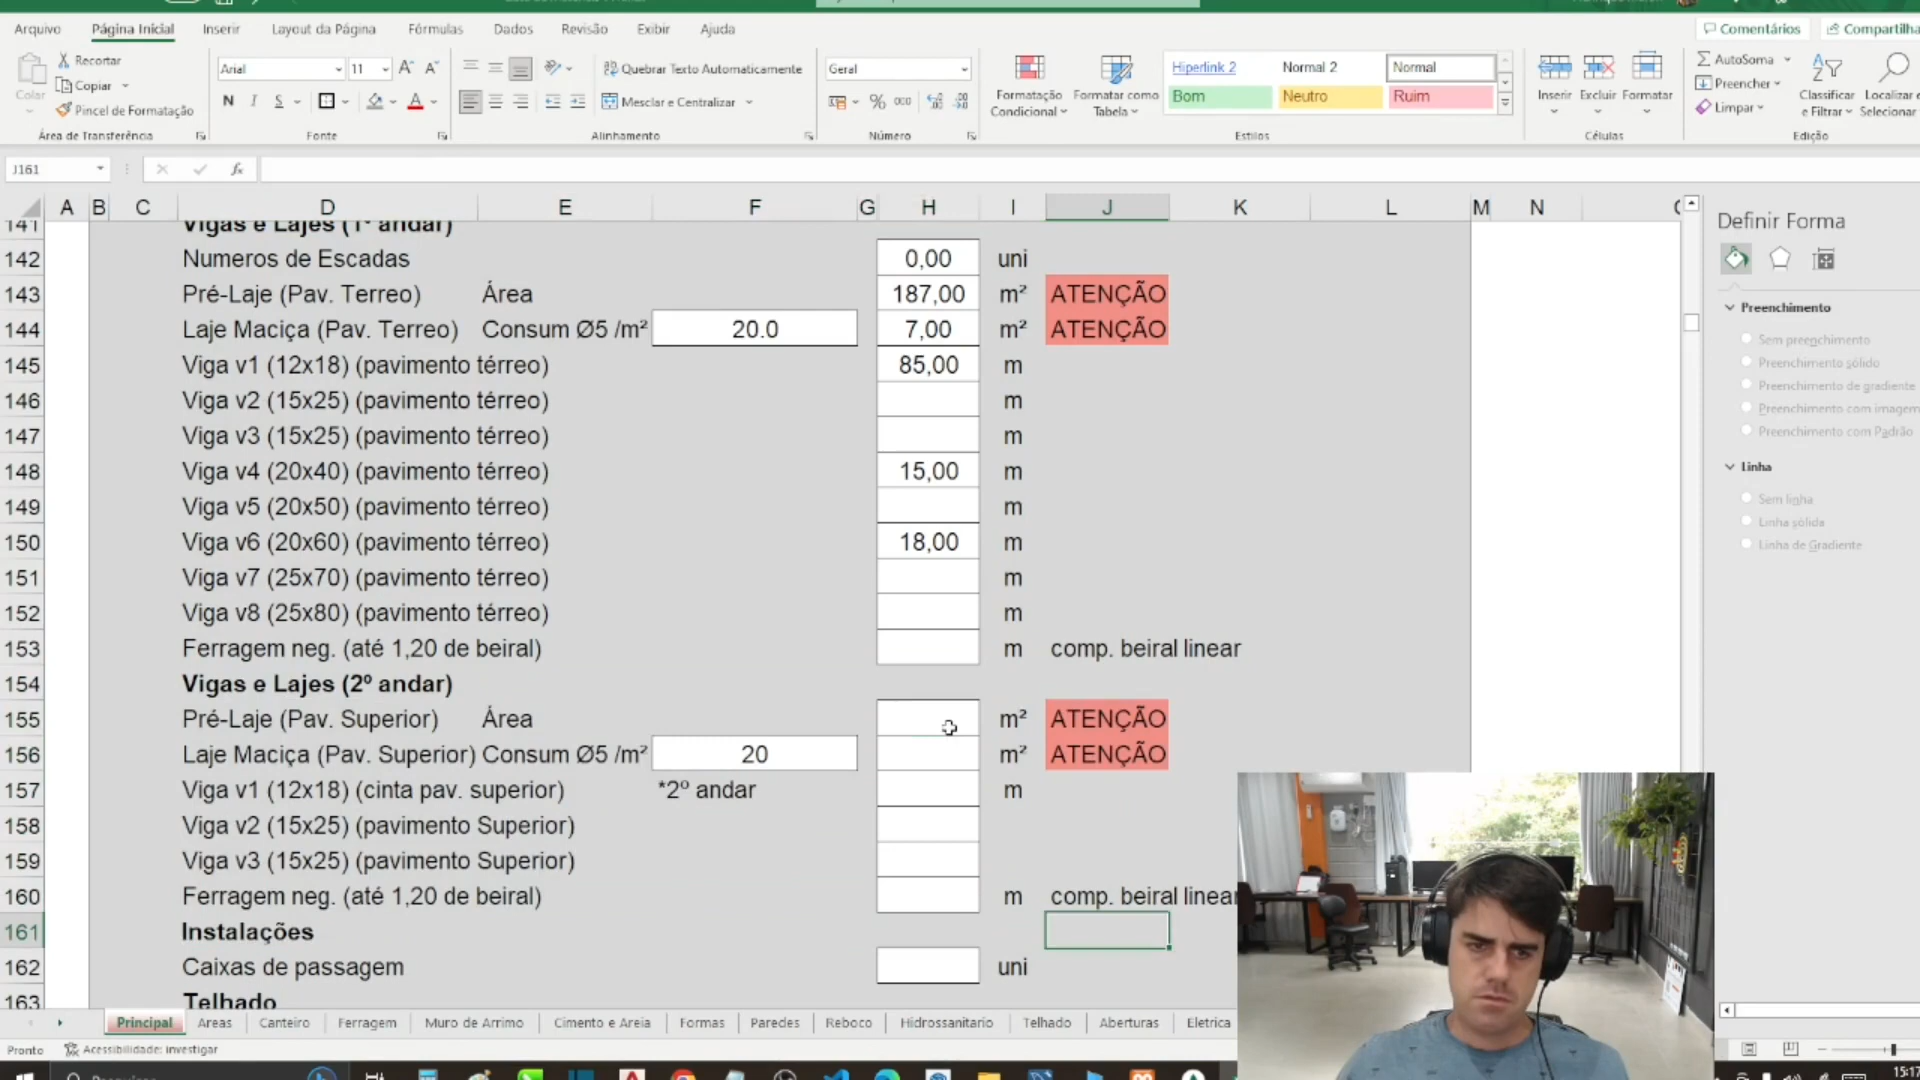 Arquivo Página Inicial Inserir Layout da Página Fórmulas Dados Revisão Exibir Ajuda Comentários Compartilha
Colar Recortar Arial 11 Quebrar Texto Automaticamente Geral Formatação Condicional Formatar como Tabela Hiperlink 2 Normal 2 Normal Inserir Excluir Formatar AutoSoma Classificar e Filtrar Localizar e Selecionar
Copiar N I S Mesclar e Centralizar % 000 Bom Neutro Ruim Preencher
Pincel de Formatação Limpar
Área de Transferência Fonte Alinhamento Número Estilos Células Edição
J161 fx
A B C D E F G H I J K L M N
141 Vigas e Lajes (1º andar)
142 Numeros de Escadas 0,00 uni
143 Pré-Laje (Pav. Terreo) Área 187,00 m² ATENÇÃO
144 Laje Maciça (Pav. Terreo) Consum Ø5 /m² 20.0 7,00 m² ATENÇÃO
145 Viga v1 (12x18) (pavimento térreo) 85,00 m
146 Viga v2 (15x25) (pavimento térreo) m
147 Viga v3 (15x25) (pavimento térreo) m
148 Viga v4 (20x40) (pavimento térreo) 15,00 m
149 Viga v5 (20x50) (pavimento térreo) m
150 Viga v6 (20x60) (pavimento térreo) 18,00 m
151 Viga v7 (25x70) (pavimento térreo) m
152 Viga v8 (25x80) (pavimento térreo) m
153 Ferragem neg. (até 1,20 de beiral) m comp. beiral linear
154 Vigas e Lajes (2º andar)
155 Pré-Laje (Pav. Superior) Área m² ATENÇÃO
156 Laje Maciça (Pav. Superior) Consum Ø5 /m² 20 m² ATENÇÃO
157 Viga v1 (12x18) (cinta pav. superior) *2º andar m
158 Viga v2 (15x25) (pavimento Superior)
159 Viga v3 (15x25) (pavimento Superior)
160 Ferragem neg. (até 1,20 de beiral) m comp. beiral linear
161 Instalações
162 Caixas de passagem uni
163 Telhado
Definir Forma
Preenchimento
Sem preenchimento
Preenchimento sólido
Preenchimento de gradiente
Preenchimento com imagem
Preenchimento com Padrão
Linha
Sem linha
Linha sólida
Linha de Gradiente
Principal Areas Canteiro Ferragem Muro de Arrimo Cimento e Areia Formas Paredes Reboco Hidrossanitario Telhado Aberturas Eletrica
Pronto Acessibilidade: investigar
15:17